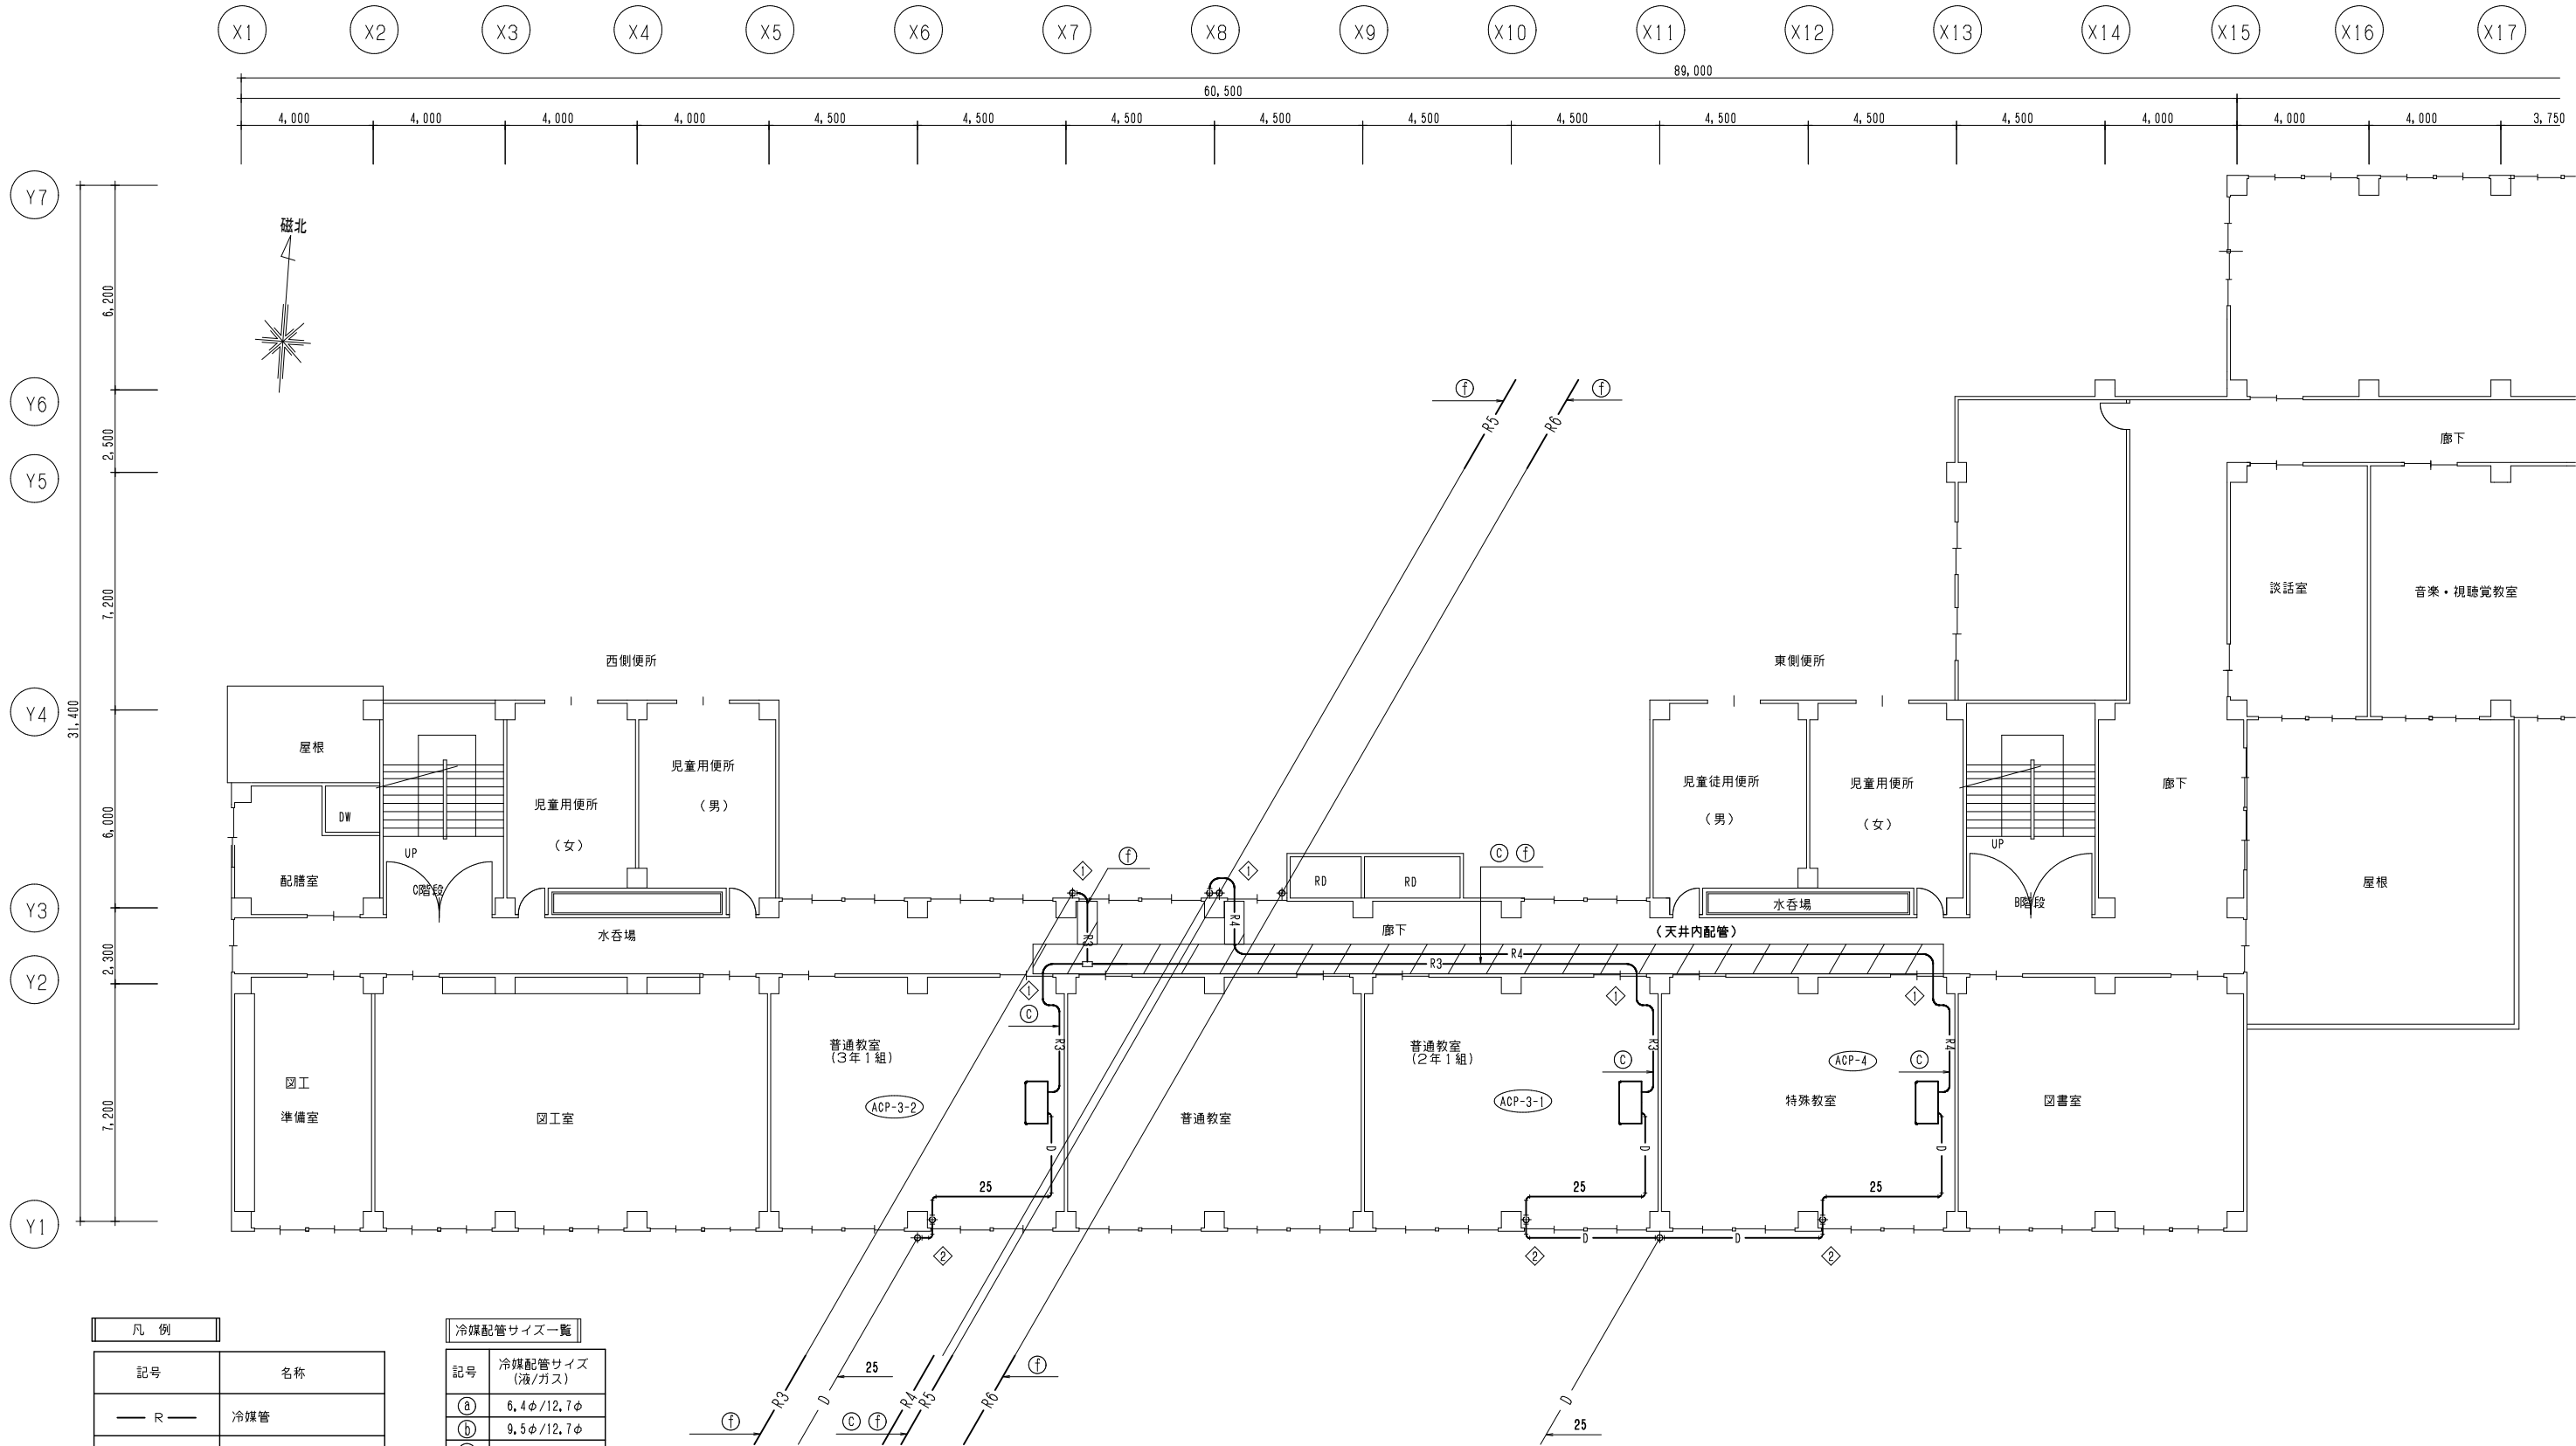 X1 X2 X3 X4 X5 X6 X7 X8 X9 X10 X11 X12 X13 X14 X15 X16 X17
89,000
60,500
4,000 4,000 4,000 4,000 4,500 4,500 4,500 4,500 4,500 4,500 4,500 4,500 4,500 4,000 4,000 4,000 3,750
Y7
磁北
6,200
Y6
f f
R5 R6
2,500
廊下
Y5
7,200
談話室
音楽・視聴覚教室
西側便所
東側便所
Y4
31,400
屋根
児童用便所
(男)
児童用便所
(女)
児童徒用便所
(男)
児童用便所
(女)
廊下
6,000
DW
UP
UP
配膳室
C階段
1 f
1
RD RD
C f
屋根
B階段
水呑場
Y3
水呑場
R3
R4
廊下
(天井内配管)
2,300
R3
R4
Y2
1
1
1
C
R3
R3
R4
普通教室
(3年1組)
普通教室
(2年1組)
C
ACP-4
C
図工
準備室
図工室
ACP-3-2
普通教室
ACP-3-1
特殊教室
図書室
7,200
D
D
D
25
25
25
Y1
D D
2
2
2
凡 例
記号 名称
R 冷媒管
冷媒配管サイズ一覧
記号 冷媒配管サイズ
(液/ガス)
a 6.4φ/12.7φ
b 9.5φ/12.7φ
25
f
R3 D R4 R5 R6
f
C f
D
25